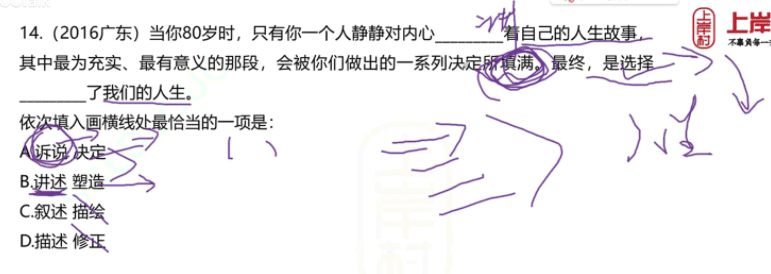 14.（2016广东）当你80岁时，只有你一个人静静对内心_________着自己的人生故事，
其中最为充实、最有意义的那段，会被你们做出的一系列决定所填满。最终，是选择
_________了我们的人生。
依次填入画横线处最恰当的一项是：
A.诉说 决定
B.讲述 塑造
C.叙述 描绘
D.描述 修正
上岸村
上岸
不辜负每一